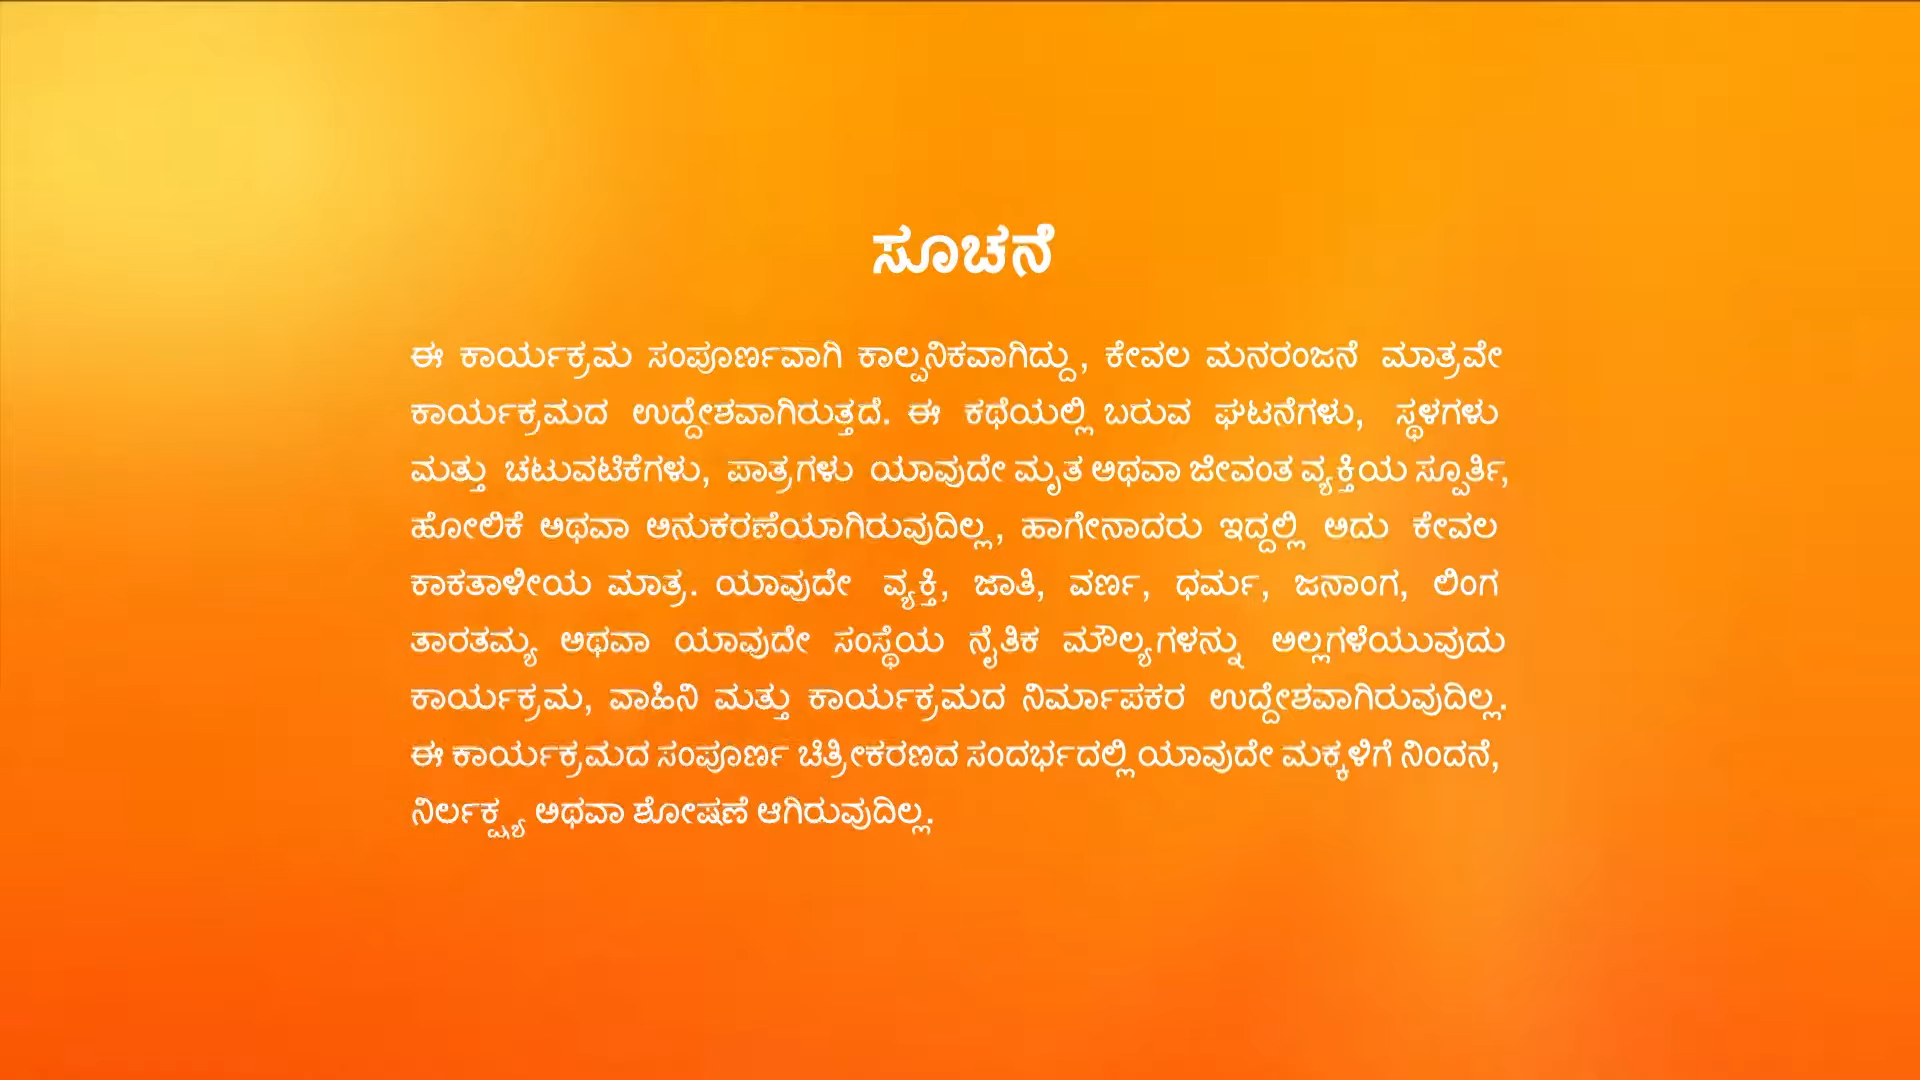 ಸೂಚನೆ
ಈ ಕಾರ್ಯಕ್ರಮ ಸಂಪೂರ್ಣವಾಗಿ ಕಾಲ್ಪನಿಕವಾಗಿದ್ದು, ಕೇವಲ ಮನರಂಜನೆ ಮಾತ್ರವೇ
ಕಾರ್ಯಕ್ರಮದ ಉದ್ದೇಶವಾಗಿರುತ್ತದೆ. ಈ ಕಥೆಯಲ್ಲಿ ಬರುವ ಘಟನೆಗಳು, ಸ್ಥಳಗಳು
ಮತ್ತು ಚಟುವಟಿಕೆಗಳು, ಪಾತ್ರಗಳು ಯಾವುದೇ ಮೃತ ಅಥವಾ ಜೀವಂತ ವ್ಯಕ್ತಿಯ ಸ್ಪೂರ್ತಿ,
ಹೋಲಿಕೆ ಅಥವಾ ಅನುಕರಣೆಯಾಗಿರುವುದಿಲ್ಲ, ಹಾಗೇನಾದರು ಇದ್ದಲ್ಲಿ ಅದು ಕೇವಲ
ಕಾಕತಾಳೀಯ ಮಾತ್ರ. ಯಾವುದೇ ವ್ಯಕ್ತಿ, ಜಾತಿ, ವರ್ಣ, ಧರ್ಮ, ಜನಾಂಗ, ಲಿಂಗ
ತಾರತಮ್ಯ ಅಥವಾ ಯಾವುದೇ ಸಂಸ್ಥೆಯ ನೈತಿಕ ಮೌಲ್ಯಗಳನ್ನು ಅಲ್ಲಗಳೆಯುವುದು
ಕಾರ್ಯಕ್ರಮ, ವಾಹಿನಿ ಮತ್ತು ಕಾರ್ಯಕ್ರಮದ ನಿರ್ಮಾಪಕರ ಉದ್ದೇಶವಾಗಿರುವುದಿಲ್ಲ.
ಈ ಕಾರ್ಯಕ್ರಮದ ಸಂಪೂರ್ಣ ಚಿತ್ರೀಕರಣದ ಸಂದರ್ಭದಲ್ಲಿ ಯಾವುದೇ ಮಕ್ಕಳಿಗೆ ನಿಂದನೆ,
ನಿರ್ಲಕ್ಷ್ಯ ಅಥವಾ ಶೋಷಣೆ ಆಗಿರುವುದಿಲ್ಲ.